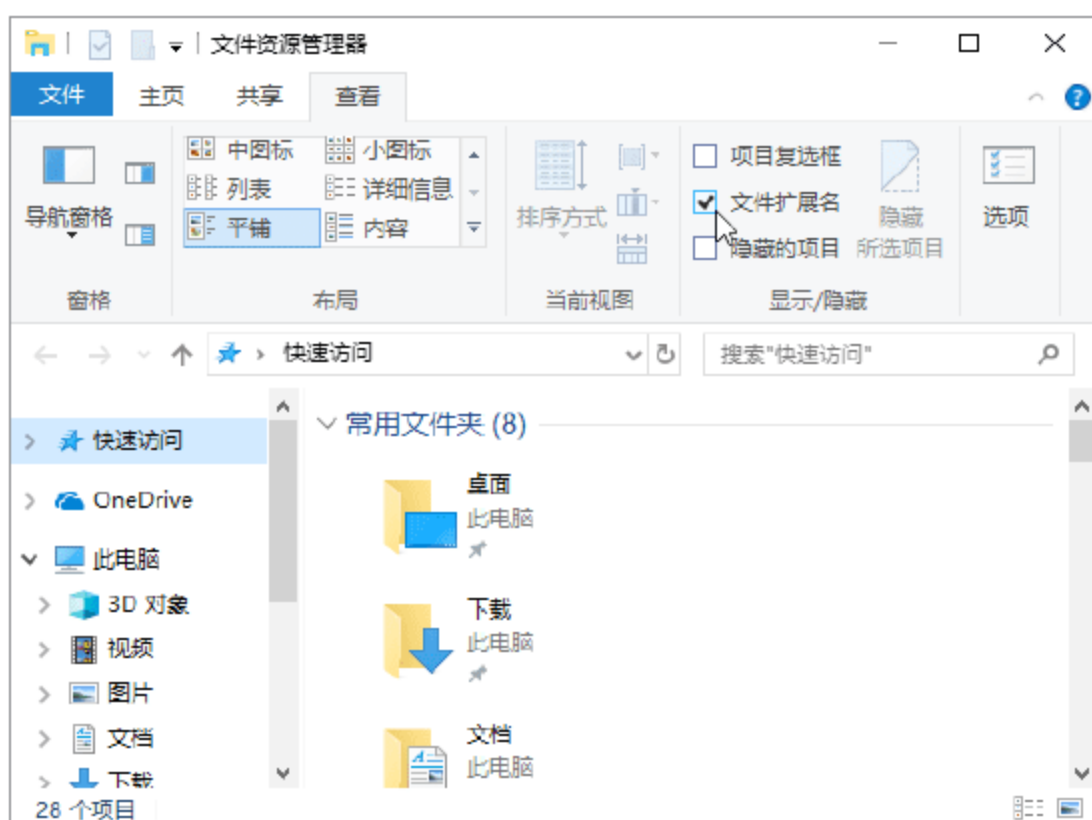 文件资源管理器
文件 主页 共享 查看
中图标 小图标 项目复选框
列表 详细信息 文件扩展名
导航窗格 平铺 内容 排序方式 隐藏的项目 隐藏 所选项目 选项
窗格 布局 当前视图 显示/隐藏
快速访问 搜索"快速访问"
快速访问
OneDrive
此电脑
3D 对象
视频
图片
文档
下载
常用文件夹 (8)
桌面
此电脑
下载
此电脑
文档
此电脑
28 个项目